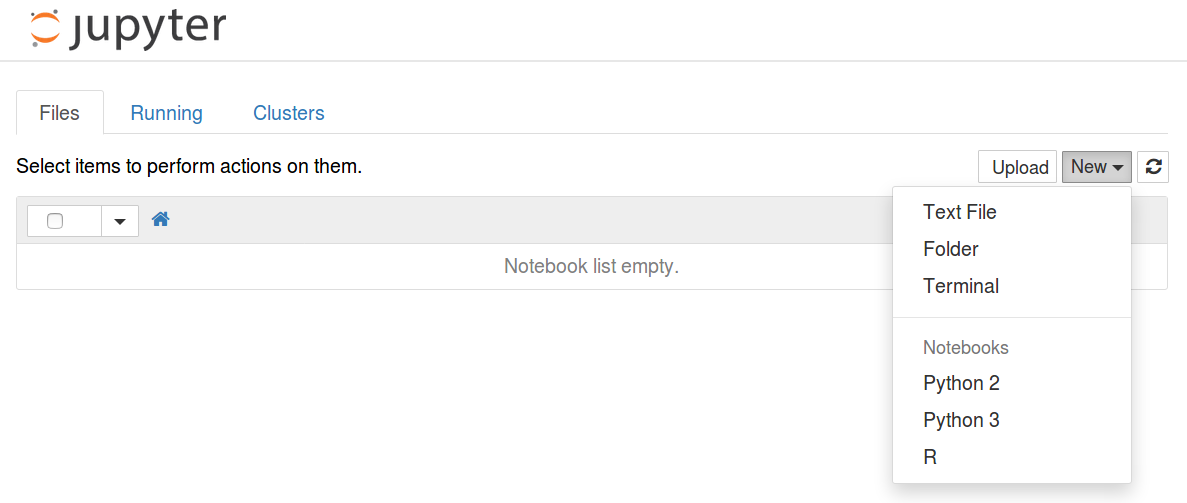 jupyter
Files Running Clusters
Select items to perform actions on them. Upload New
Text File
Folder
Notebook list empty.
Terminal
Notebooks
Python 2
Python 3
R